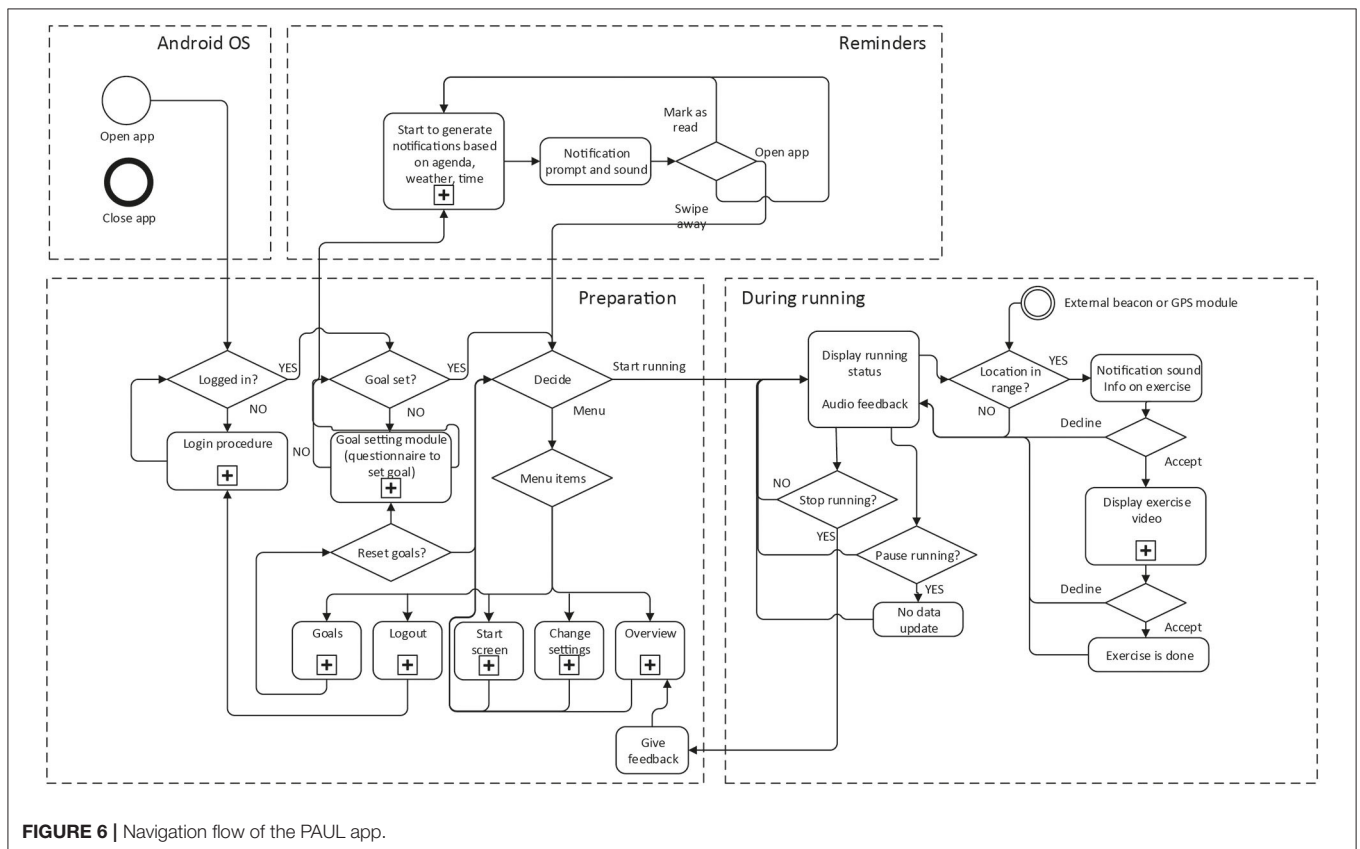 Android OS
Open app
Close app
Reminders
Start to generate
notifications based
on agenda,
weather, time
Notification
prompt and sound
Mark as
read
Open app
Swipe
away
Preparation
Logged in?
YES
NO
Login procedure
Goal set?
YES
NO
NO
Goal setting module
(questionnaire to
set goal)
Reset goals?
Decide
Start running
Menu
Menu items
Goals
Logout
Start
screen
Change
settings
Overview
Give
feedback
During running
External beacon or GPS module
Display running
status
Audio feedback
Location in
range?
YES
NO
Notification sound
Info on exercise
Decline
Accept
Stop running?
NO
YES
Pause running?
YES
No data
update
Display exercise
video
Decline
Accept
Exercise is done
FIGURE 6 | Navigation flow of the PAUL app.